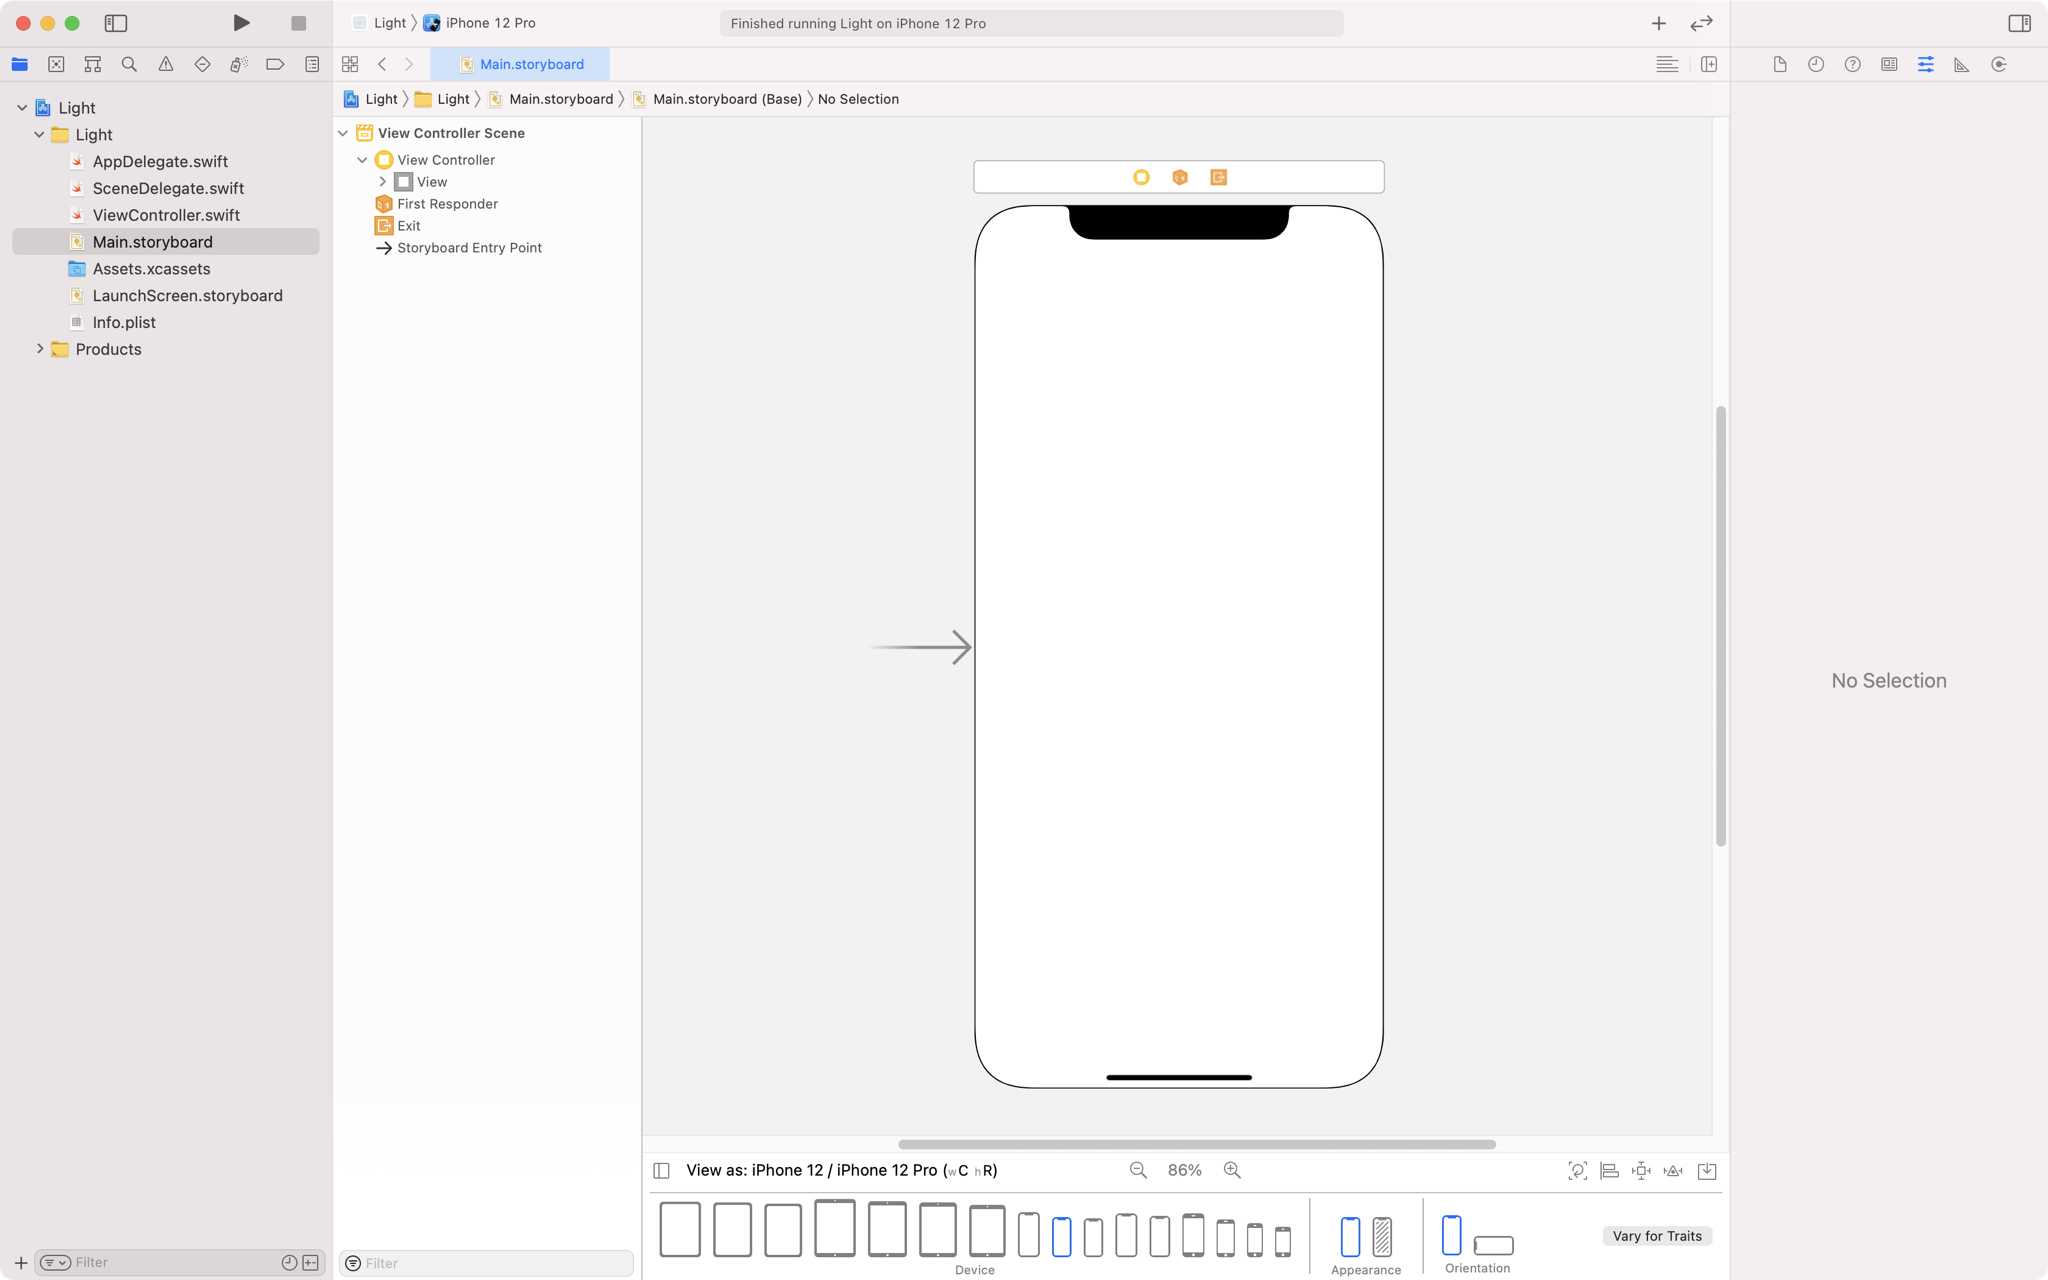 Light
iPhone 12 Pro
Finished running Light on iPhone 12 Pro
Main.storyboard
Light
Light
Main.storyboard
Main.storyboard (Base)
No Selection
Light
Light
AppDelegate.swift
SceneDelegate.swift
ViewController.swift
Main.storyboard
Assets.xcassets
LaunchScreen.storyboard
Info.plist
Products
View Controller Scene
View Controller
View
First Responder
Exit
Storyboard Entry Point
No Selection
View as: iPhone 12 / iPhone 12 Pro (wC hR)
86%
Vary for Traits
Filter
Filter
Device
Appearance
Orientation